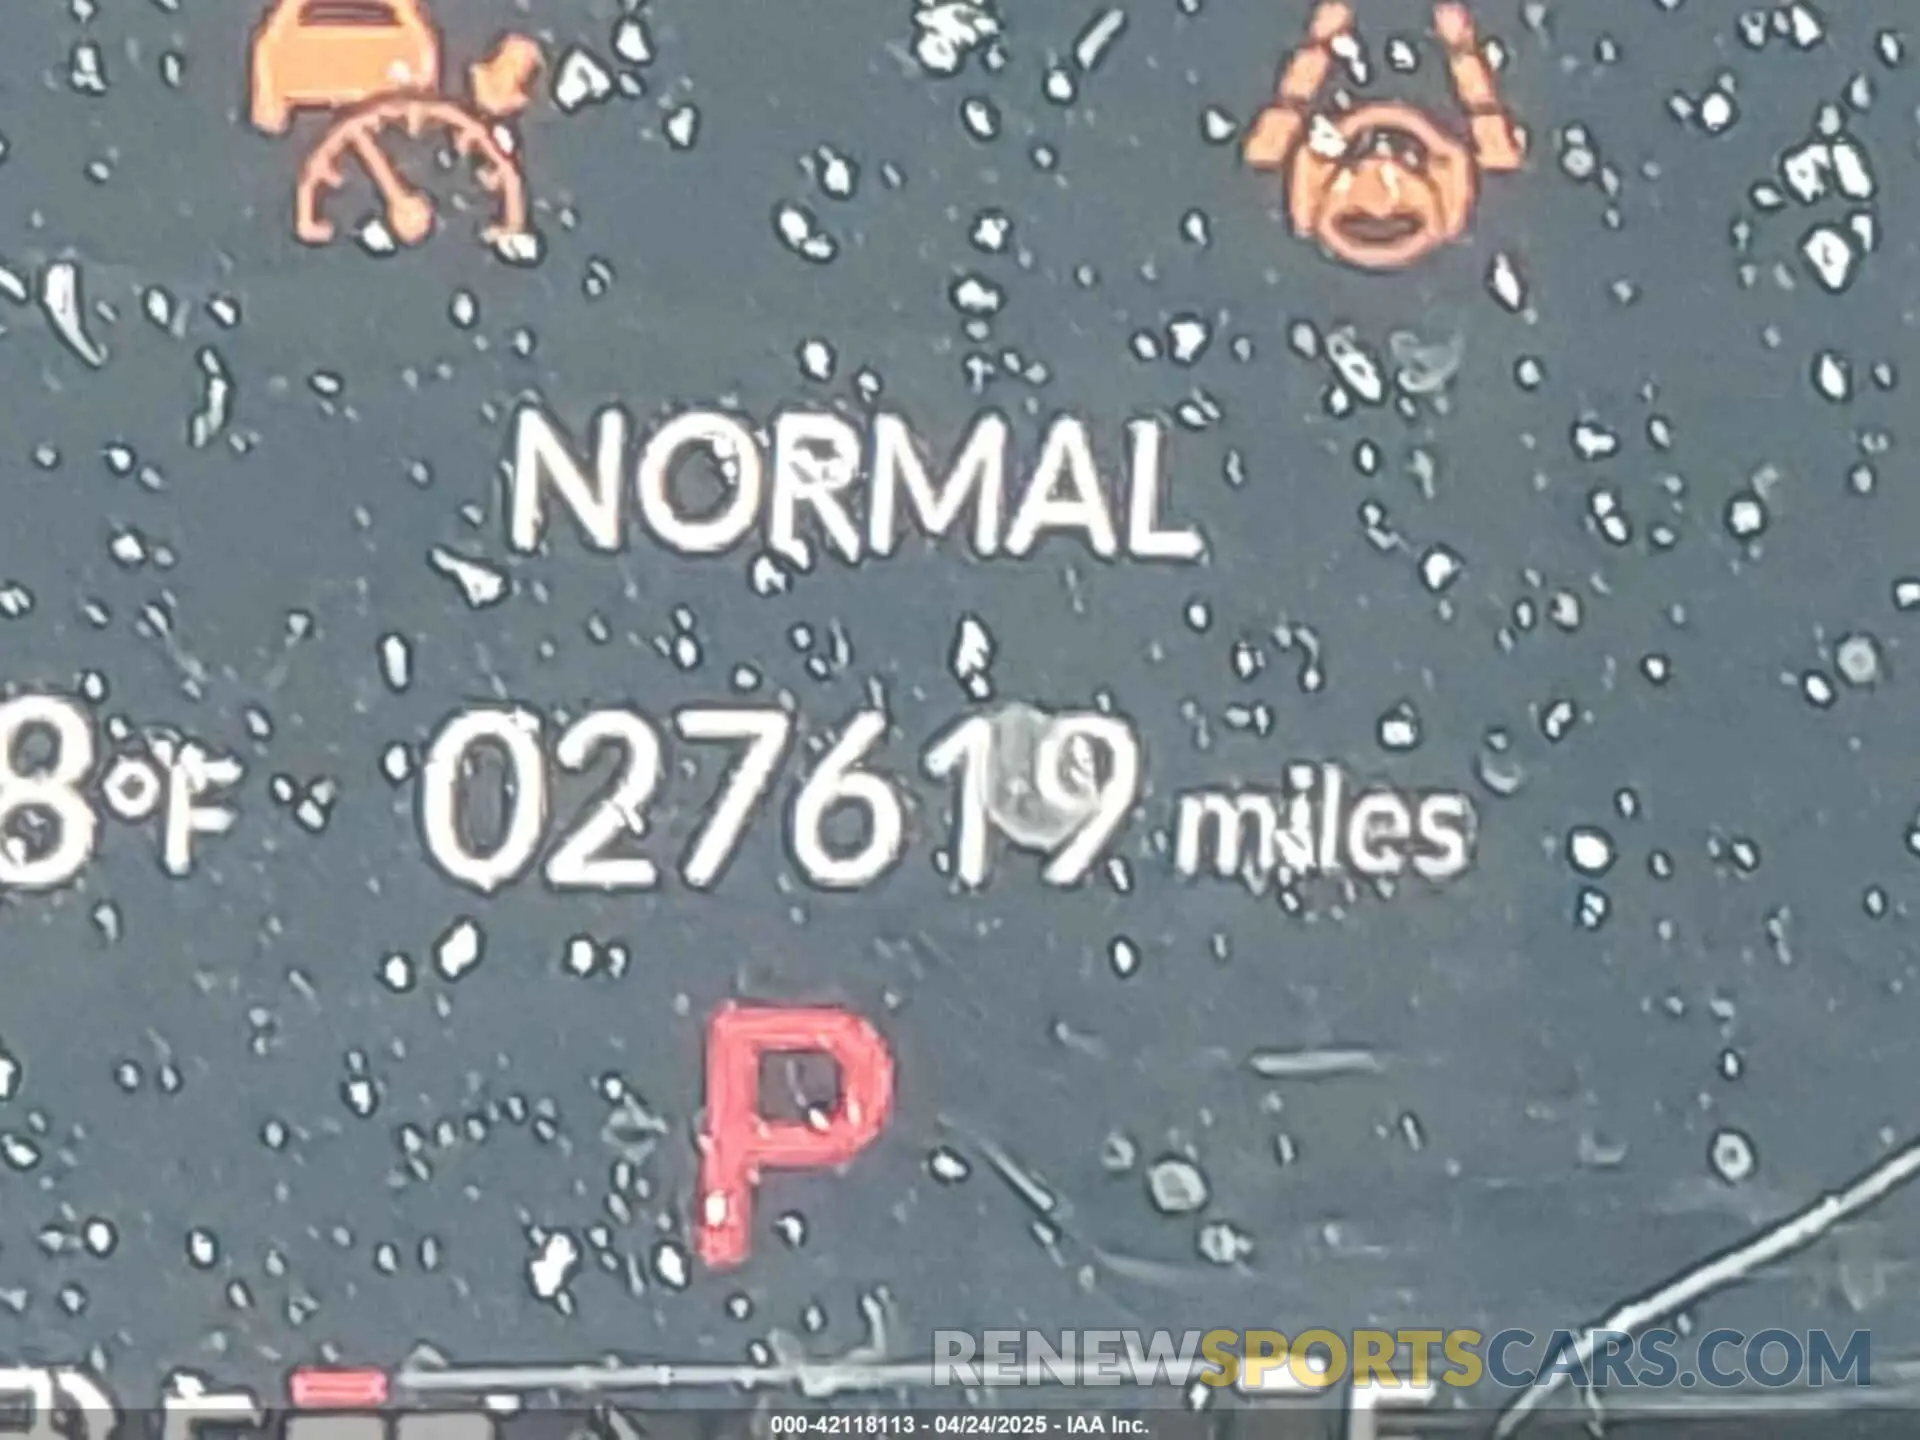 NORMAL
8°F 027619 miles
P
RENEWSPORTSCARS.COM
000-42118113 - 04/24/2025 - IAA Inc.